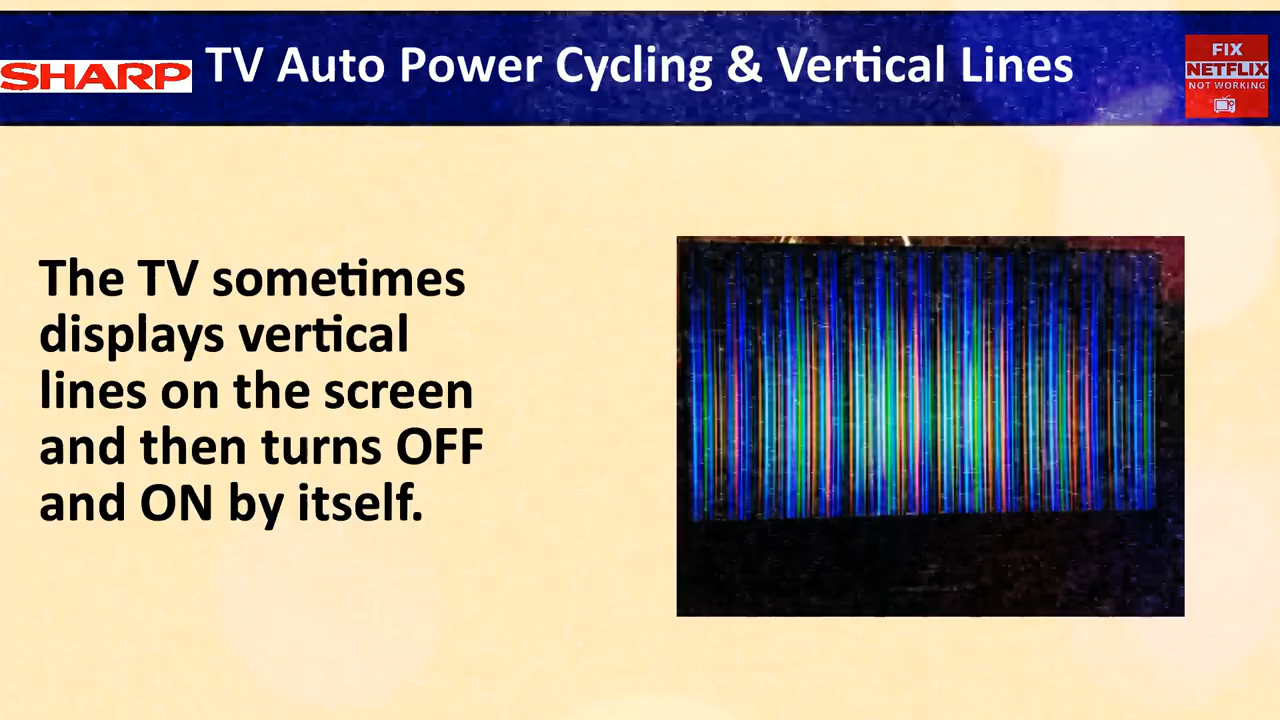 SHARP
TV Auto Power Cycling & Vertical Lines
FIX
NETFLIX
NOT WORKING
The TV sometimes
displays vertical
lines on the screen
and then turns OFF
and ON by itself.